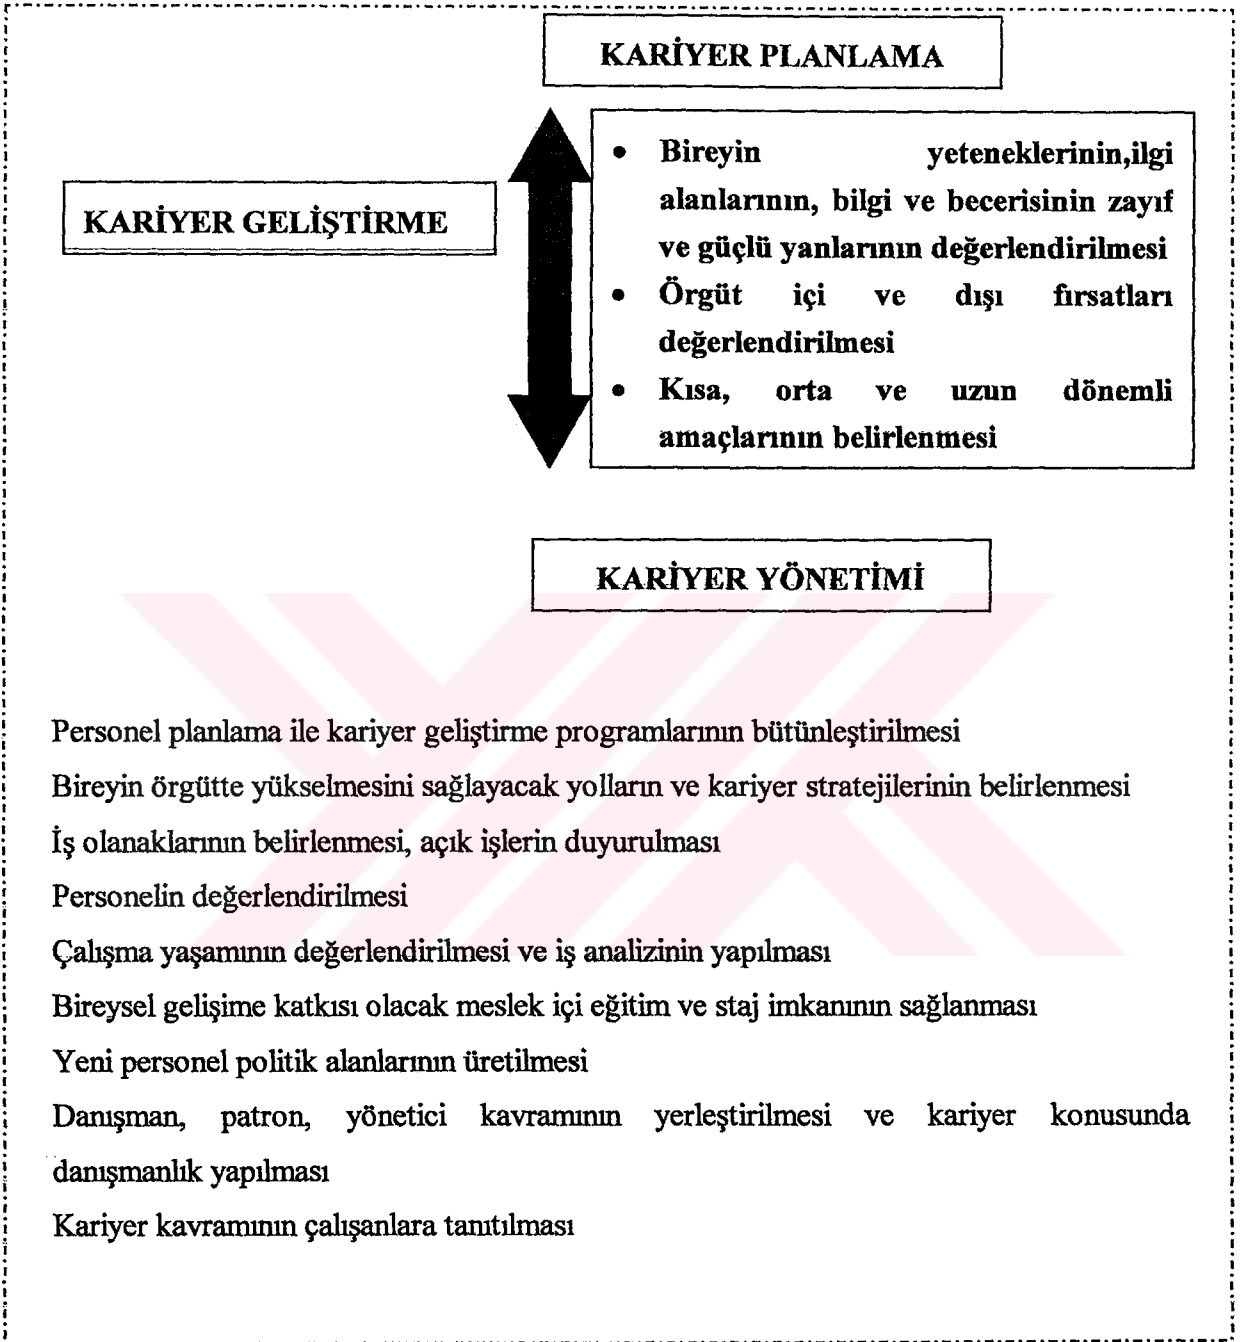 KARİYER PLANLAMA
KARİYER GELİŞTİRME
• Bireyin yeteneklerinin,ilgi
alanlarının, bilgi ve becerisinin zayıf
ve güçlü yanlarının değerlendirilmesi
• Örgüt içi ve dışı fırsatları
değerlendirilmesi
• Kısa, orta ve uzun dönemli
amaçlarının belirlenmesi
KARİYER YÖNETİMİ
Personel planlama ile kariyer geliştirme programlarının bütünleştirilmesi
Bireyin örgütte yükselmesini sağlayacak yolların ve kariyer stratejilerinin belirlenmesi
İş olanaklarının belirlenmesi, açık işlerin duyurulması
Personelin değerlendirilmesi
Çalışma yaşamının değerlendirilmesi ve iş analizinin yapılması
Bireysel gelişime katkısı olacak meslek içi eğitim ve staj imkanının sağlanması
Yeni personel politik alanlarının üretilmesi
Danışman, patron, yönetici kavramının yerleştirilmesi ve kariyer konusunda
danışmanlık yapılması
Kariyer kavramının çalışanlara tanıtılması